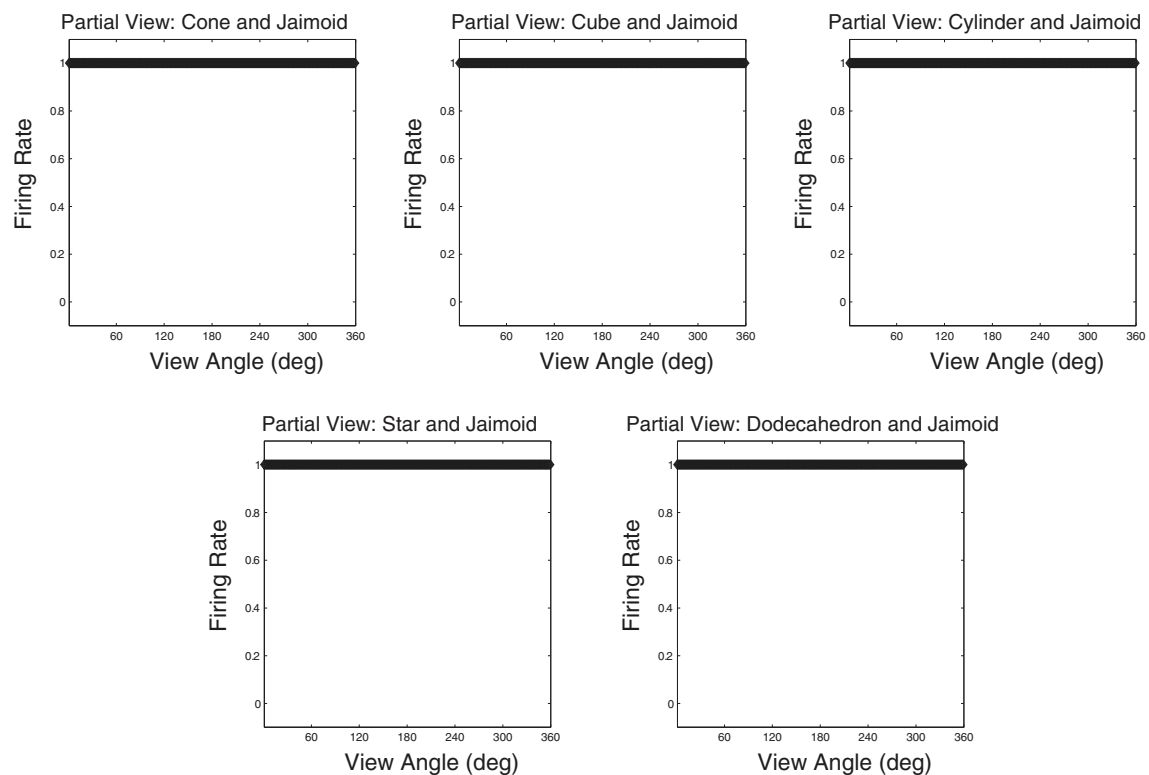 Partial View: Cone and Jaimoid
Firing Rate
1
0.8
0.6
0.4
0.2
0
60 120 180 240 300 360
View Angle (deg)
Partial View: Cube and Jaimoid
Firing Rate
1
0.8
0.6
0.4
0.2
0
60 120 180 240 300 360
View Angle (deg)
Partial View: Cylinder and Jaimoid
Firing Rate
1
0.8
0.6
0.4
0.2
0
60 120 180 240 300 360
View Angle (deg)
Partial View: Star and Jaimoid
Firing Rate
1
0.8
0.6
0.4
0.2
0
60 120 180 240 300 360
View Angle (deg)
Partial View: Dodecahedron and Jaimoid
Firing Rate
1
0.8
0.6
0.4
0.2
0
60 120 180 240 300 360
View Angle (deg)